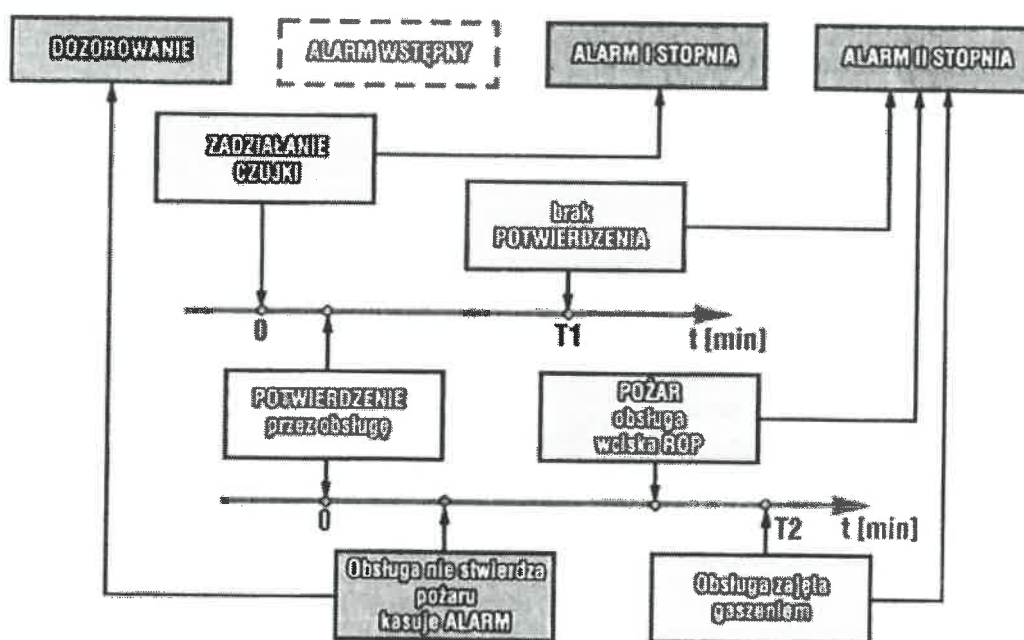 DOZOROWANIE
ALARM WSTĘPNY
ALARM I STOPNIA
ALARM II STOPNIA
ZADZIAŁANIE
CZUJKI
brak
POTWIERDZENIA
0
T1
t [min]
POTWIERDZENIE
przez obsługę
POŻAR
obsługa
wciska ROP
0
T2
t [min]
Obsługa nie stwierdza
pożaru
kasuje ALARM
Obsługa zajęta
gaszeniem